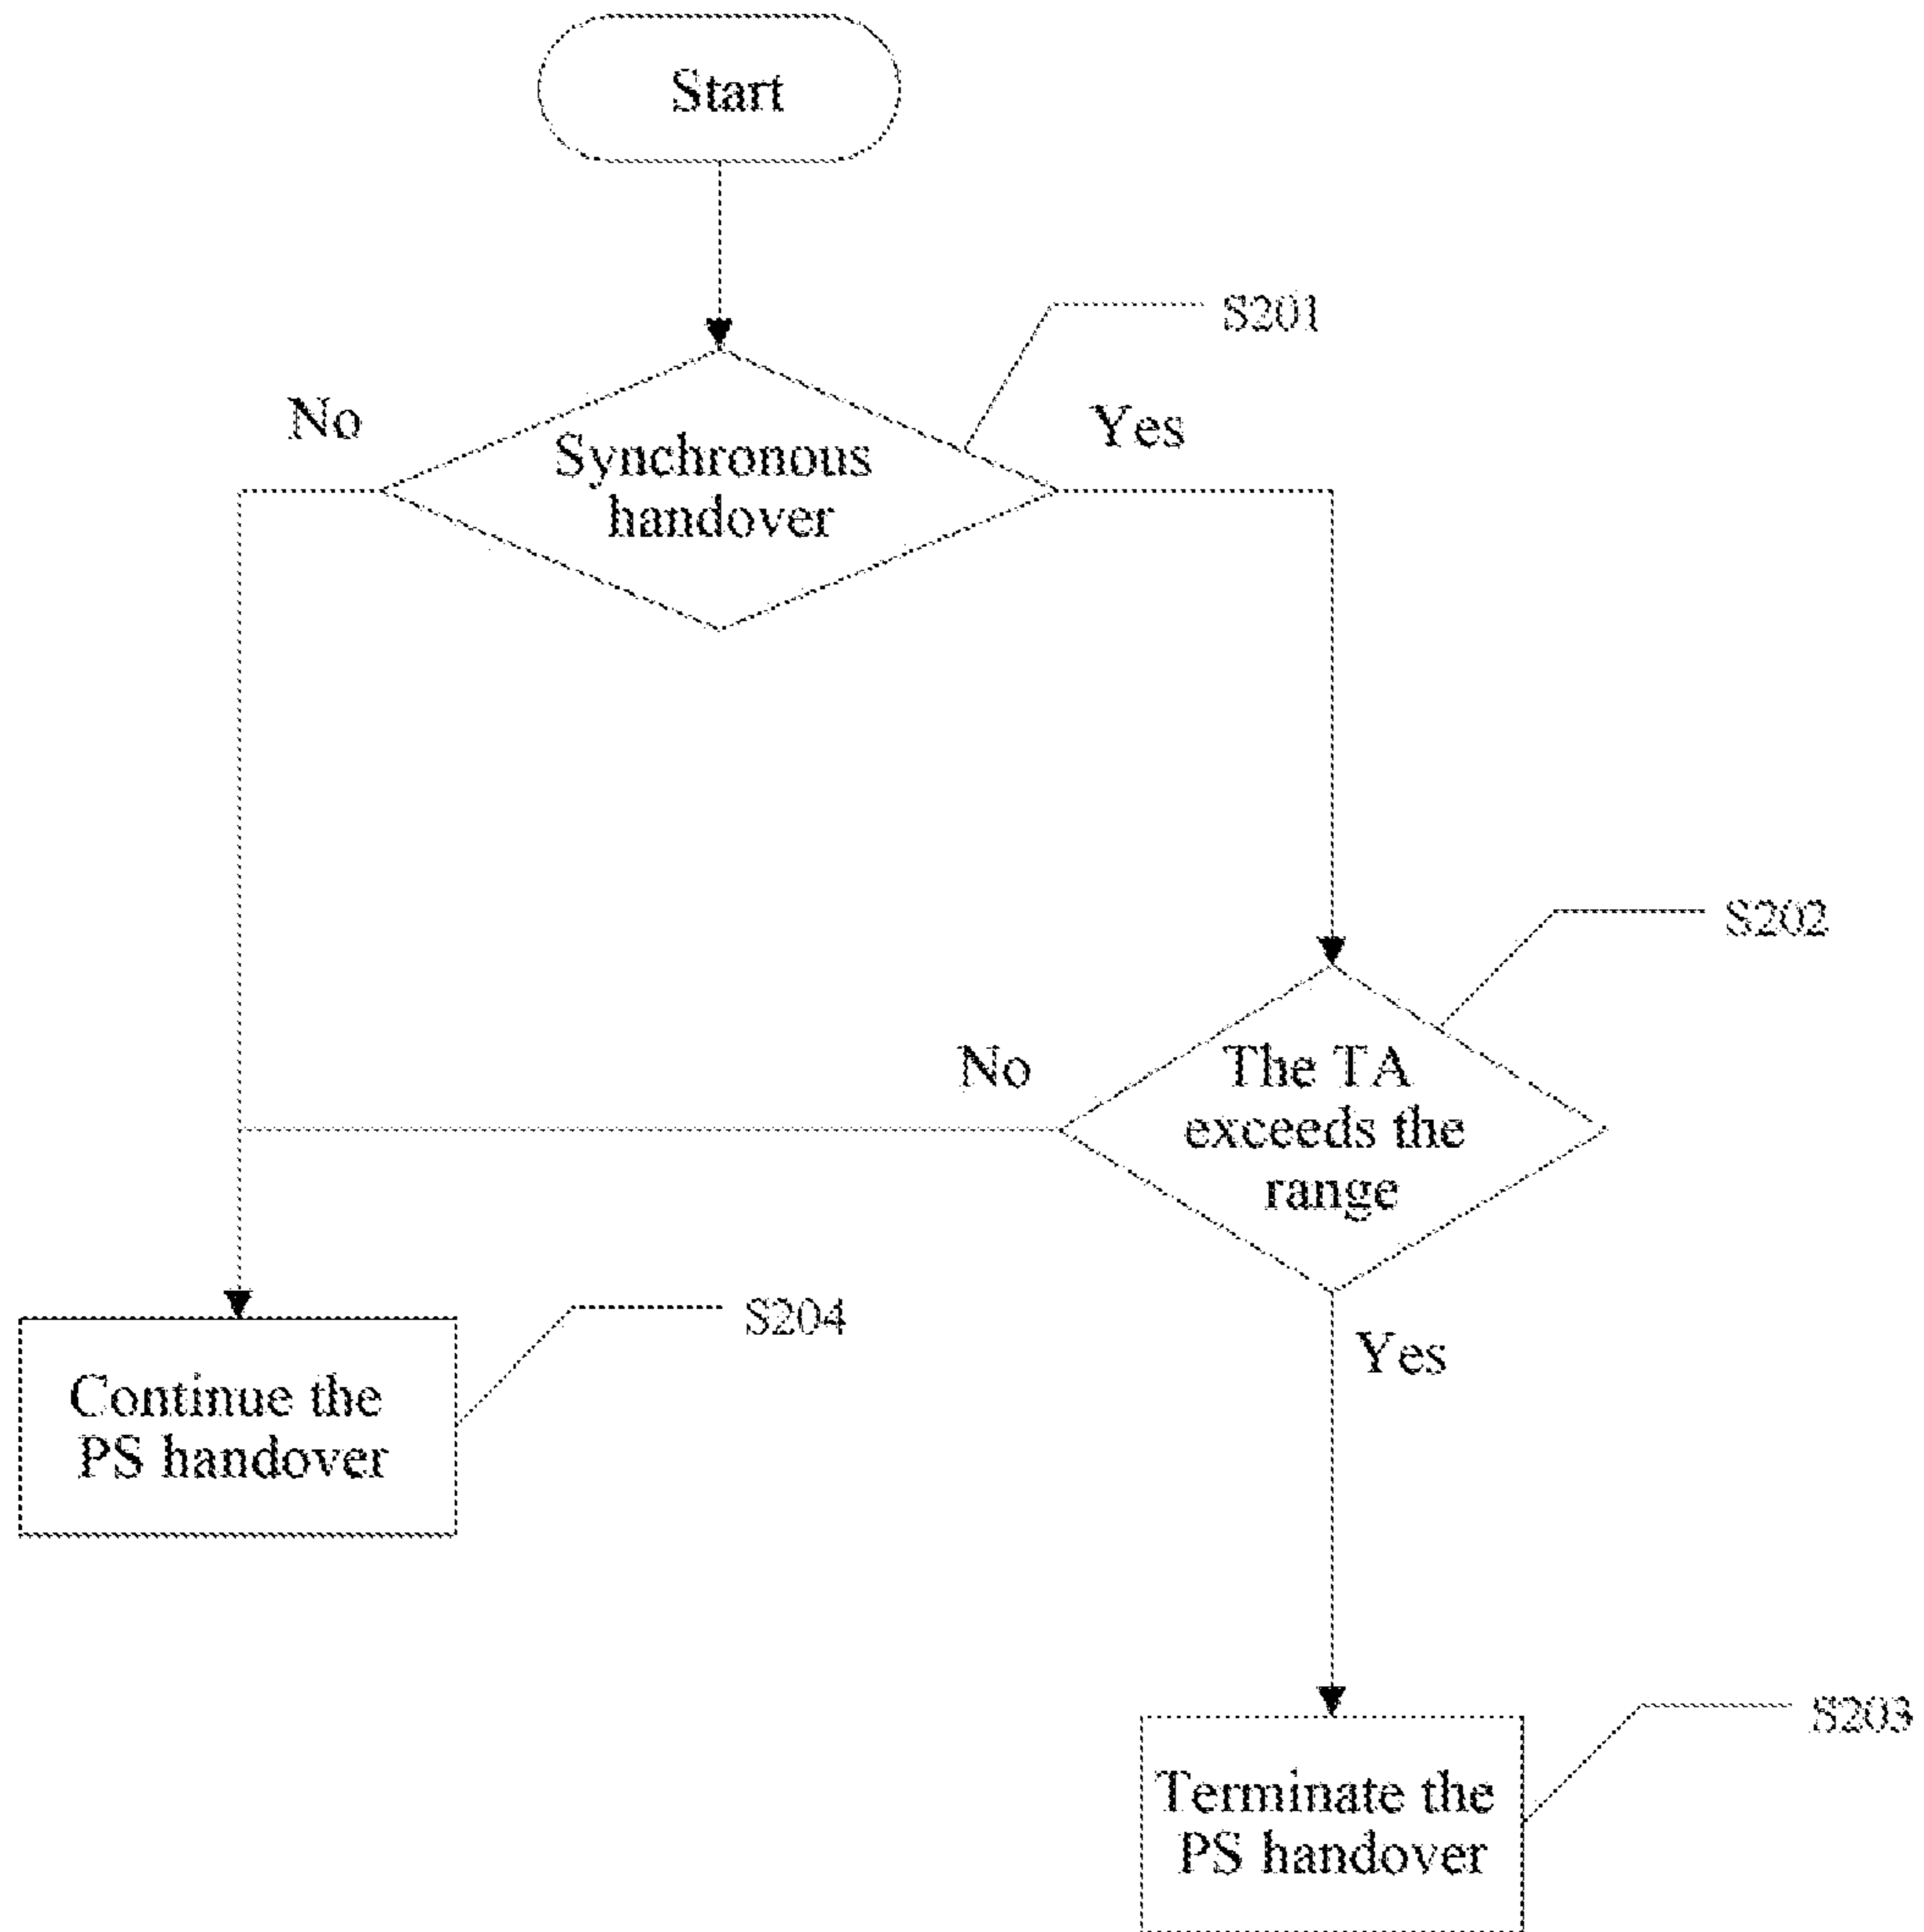 Start
S201
No
Yes
Synchronous
handover
S202
No
The TA
exceeds the
range
S204
Yes
Continue the
PS handover
S203
Terminate the
PS handover